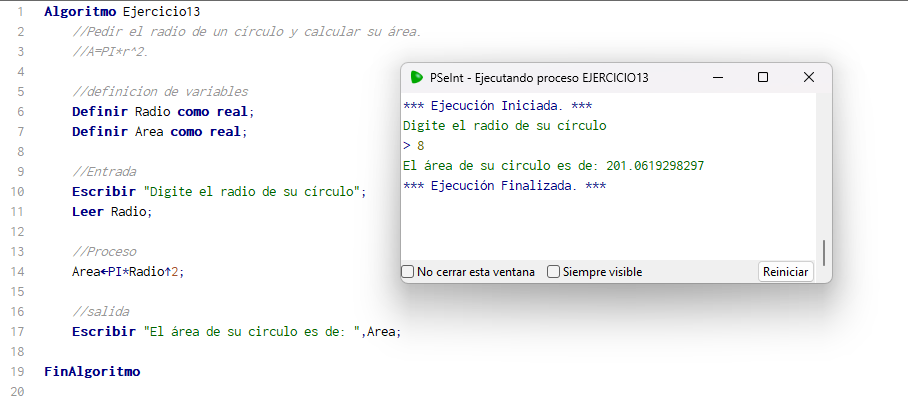 1 Algoritmo Ejercicio13
2 //Pedir el radio de un círculo y calcular su área.
3 //A=PI*r^2.
4
5 //definicion de variables
6 Definir Radio como real;
7 Definir Area como real;
8
9 //Entrada
10 Escribir "Digite el radio de su círculo";
11 Leer Radio;
12
13 //Proceso
14 Area←PI*Radio↑2;
15
16 //salida
17 Escribir "El área de su circulo es de: ",Area;
18
19 FinAlgoritmo
20
PSeInt - Ejecutando proceso EJERCICIO13
*** Ejecución Iniciada. ***
Digite el radio de su círculo
> 8
El área de su circulo es de: 201.0619298297
*** Ejecución Finalizada. ***
No cerrar esta ventana Siempre visible Reiniciar